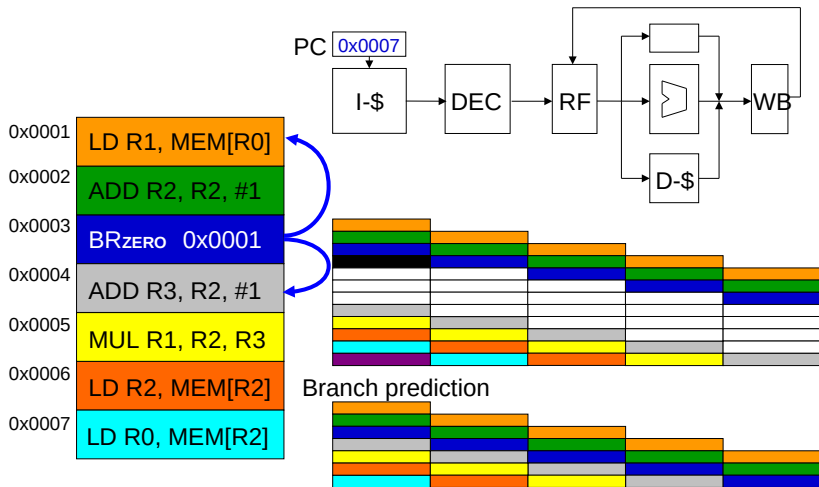 PC 0x0007
I-$ DEC RF WB
D-$
0x0001 LD R1, MEM[R0]
0x0002 ADD R2, R2, #1
0x0003 BRZERO 0x0001
0x0004 ADD R3, R2, #1
0x0005 MUL R1, R2, R3
0x0006 LD R2, MEM[R2]
0x0007 LD R0, MEM[R2]
Branch prediction